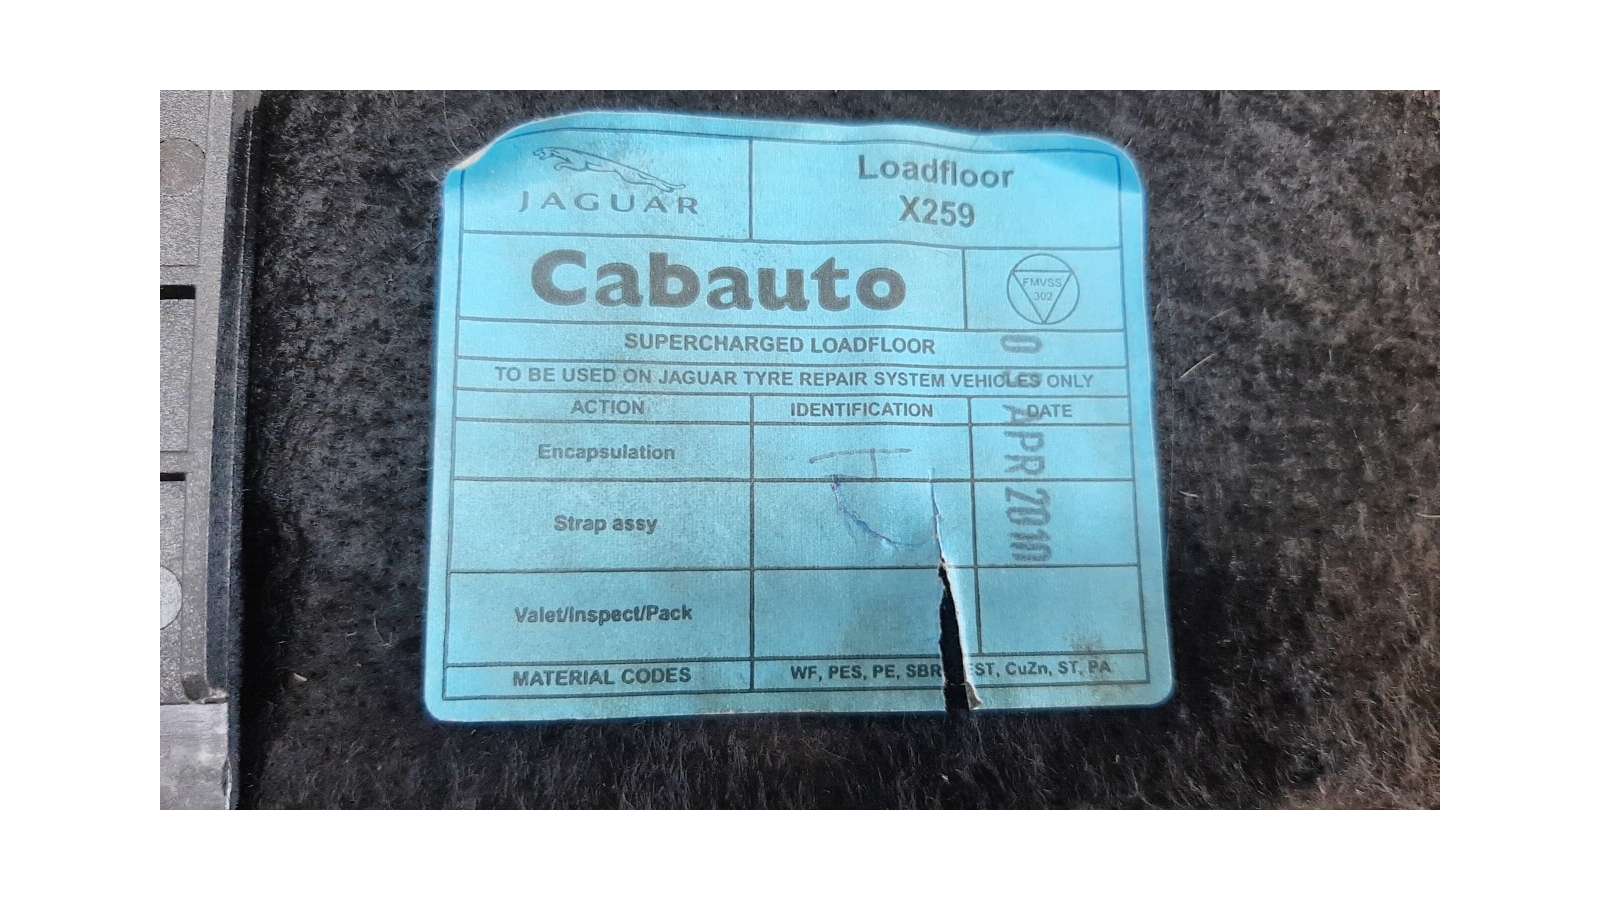 JAGUAR
Loadfloor
X259
Cabauto
FMVSS
302
SUPERCHARGED LOADFLOOR
TO BE USED ON JAGUAR TYRE REPAIR SYSTEM VEHICLES ONLY
ACTION IDENTIFICATION DATE
Encapsulation
Strap assy
Valet/Inspect/Pack
MATERIAL CODES WF, PES, PE, SBR, CuZn, ST, PA
APR 2010